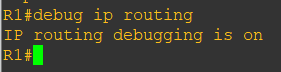 R1#debug ip routing
IP routing debugging is on
R1#